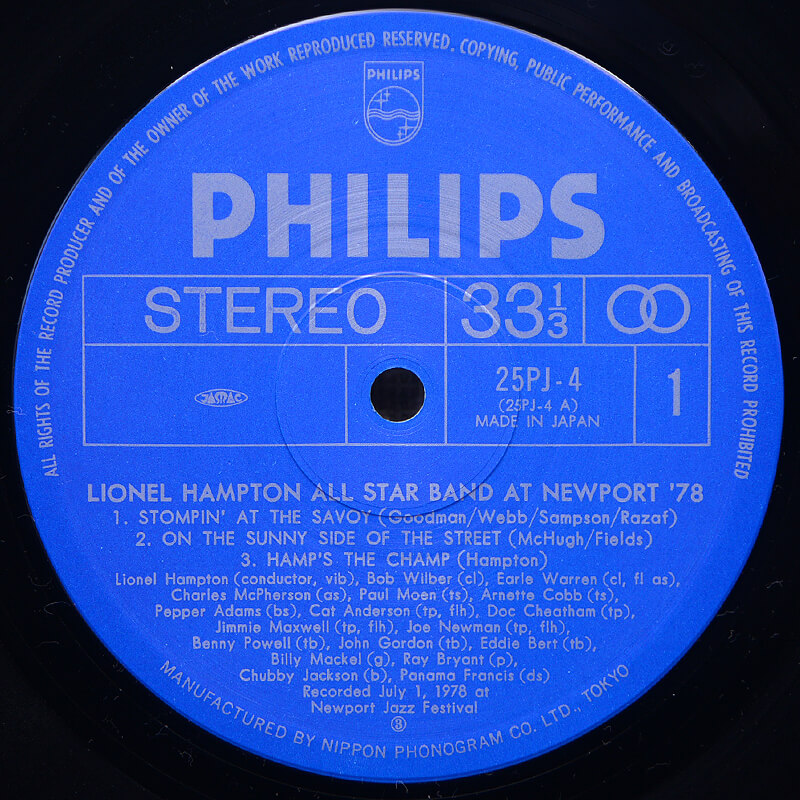 ALL RIGHTS OF THE RECORD PRODUCER AND OF THE OWNER OF THE WORK REPRODUCED RESERVED. COPYING, PUBLIC PERFORMANCE AND BROADCASTING OF THIS RECORD PROHIBITED
PHILIPS
PHILIPS
STEREO
33 1/3
JASRAC
25PJ-4
(25PJ-4 A)
MADE IN JAPAN
1
LIONEL HAMPTON ALL STAR BAND AT NEWPORT '78
1. STOMPIN' AT THE SAVOY (Goodman/Webb/Sampson/Razaf)
2. ON THE SUNNY SIDE OF THE STREET (McHugh/Fields)
3. HAMP'S THE CHAMP (Hampton)
Lionel Hampton (conductor, vib), Bob Wilber (cl), Earle Warren (cl, fl as),
Charles McPherson (as), Paul Moen (ts), Arnette Cobb (ts),
Pepper Adams (bs), Cat Anderson (tp, flh), Doc Cheatham (tp),
Jimmie Maxwell (tp, flh), Joe Newman (tp, flh),
Benny Powell (tb), John Gordon (tb), Eddie Bert (tb),
Billy Mackel (g), Ray Bryant (p),
Chubby Jackson (b), Panama Francis (ds)
Recorded July 1, 1978 at
Newport Jazz Festival
③
MANUFACTURED BY NIPPON PHONOGRAM CO. LTD., TOKYO